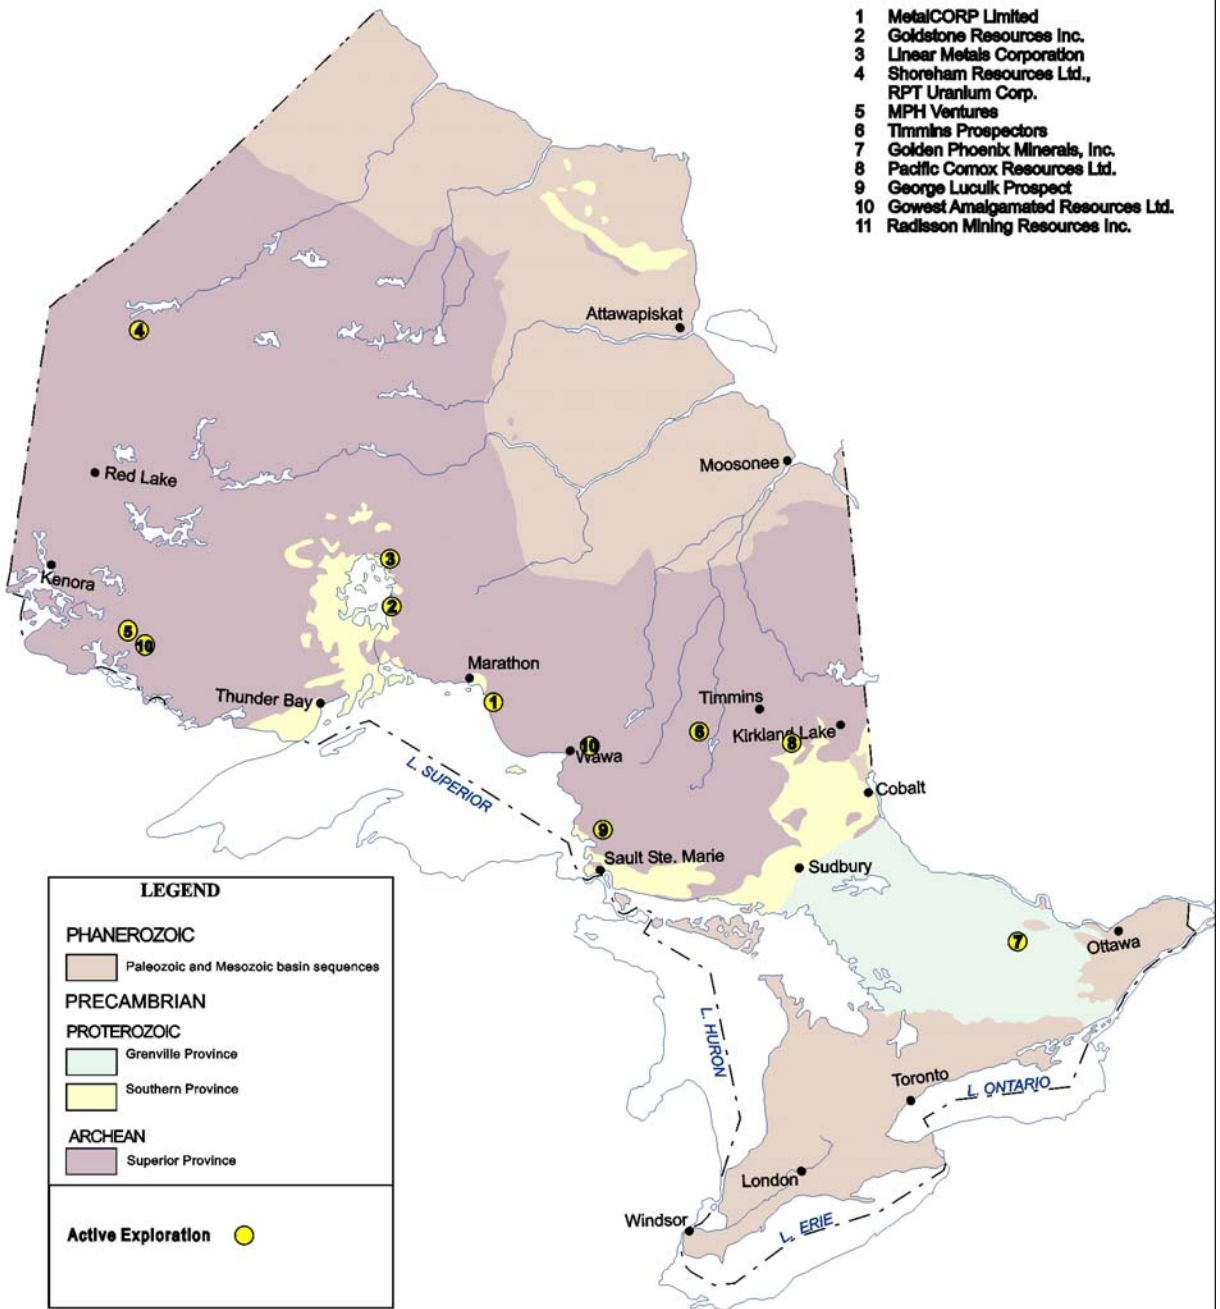 1 MetalCORP Limited
2 Goldstone Resources Inc.
3 Linear Metals Corporation
4 Shoreham Resources Ltd.,
RPT Uranium Corp.
5 MPH Ventures
6 Timmins Prospectors
7 Golden Phoenix Minerals, Inc.
8 Pacific Comox Resources Ltd.
9 George Luculk Prospect
10 Gowest Amalgamated Resources Ltd.
11 Radisson Mining Resources Inc.
Attawapiskat
4
Moosonee
Red Lake
3
Kenora
2
5
10
Marathon
Thunder Bay
1
Timmins
6
Kirkland Lake
8
10
Wawa
L. SUPERIOR
Cobalt
9
Sault Ste. Marie
Sudbury
7
Ottawa
L. HURON
Toronto
L. ONTARIO
London
Windsor
L. ERIE
LEGEND
PHANEROZOIC
Paleozoic and Mesozoic basin sequences
PRECAMBRIAN
PROTEROZOIC
Grenville Province
Southern Province
ARCHEAN
Superior Province
Active Exploration